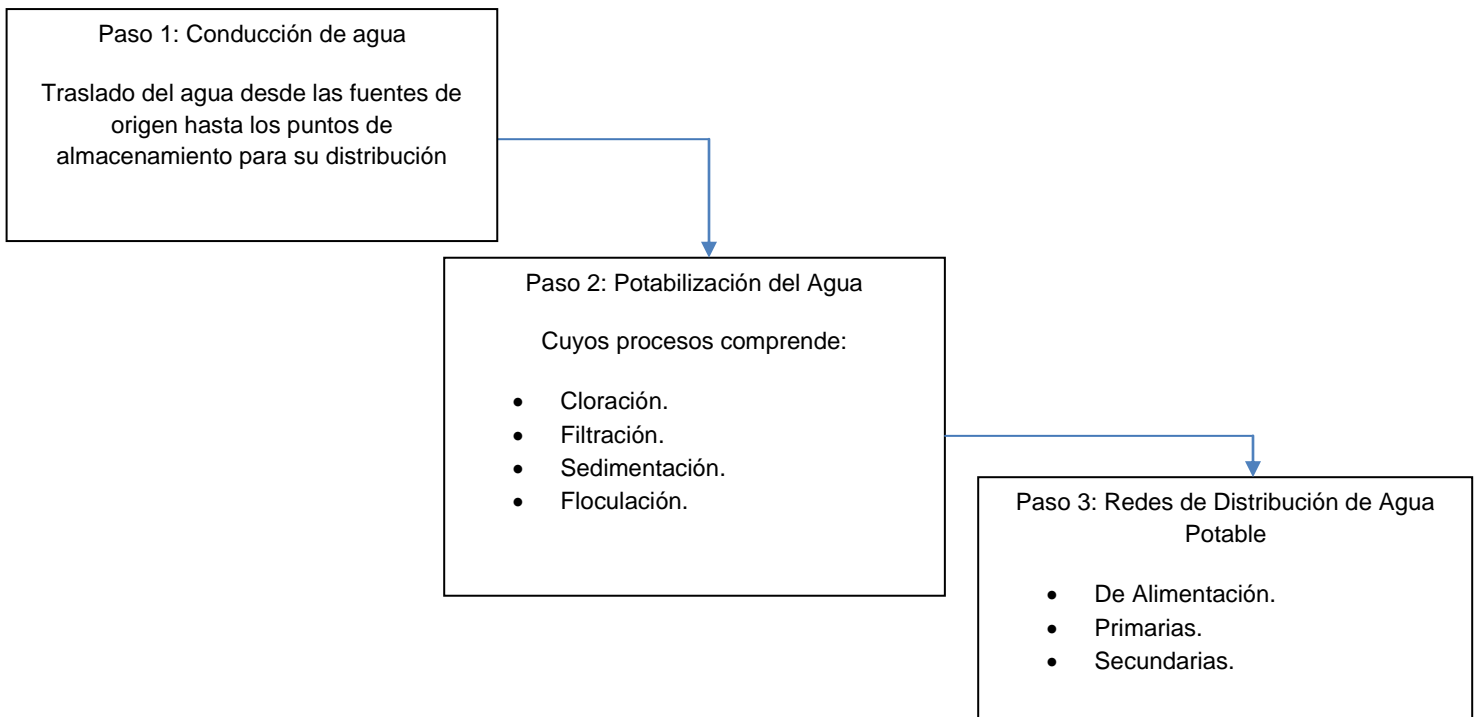 Paso 1: Conducción de agua
Traslado del agua desde las fuentes de
origen hasta los puntos de
almacenamiento para su distribución
Paso 2: Potabilización del Agua
Cuyos procesos comprende:
• Cloración.
• Filtración.
• Sedimentación.
• Floculación.
Paso 3: Redes de Distribución de Agua
Potable
• De Alimentación.
• Primarias.
• Secundarias.